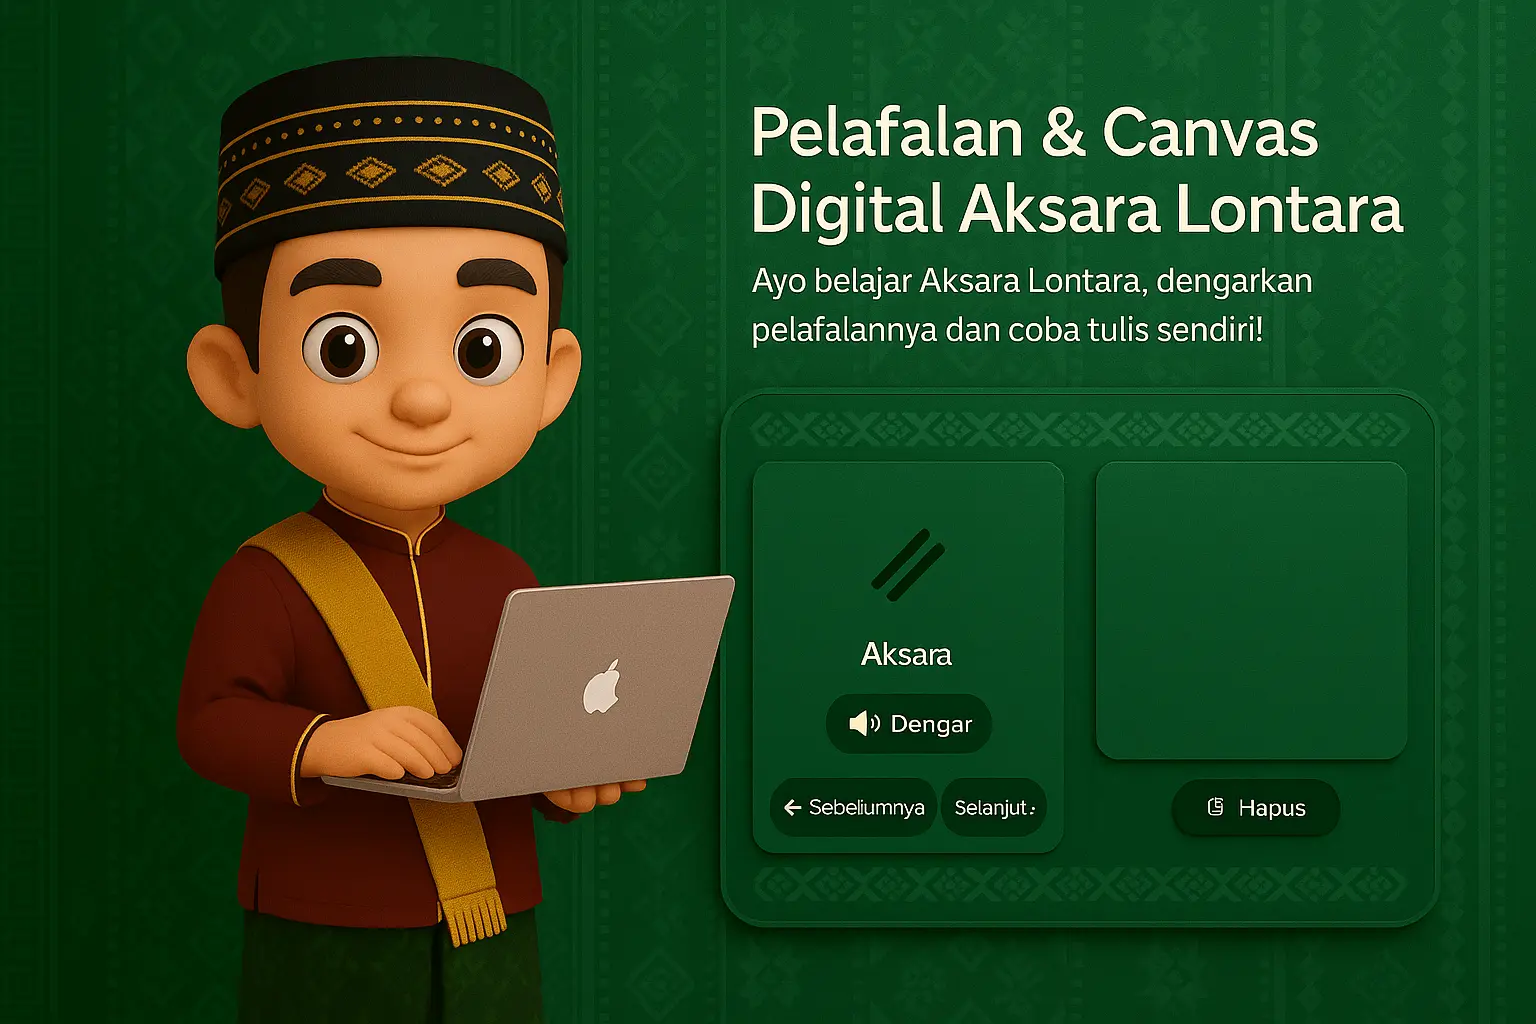 Pelafalan & Canvas
Digital Aksara Lontara
Ayo belajar Aksara Lontara, dengarkan
pelafalannya dan coba tulis sendiri!
Aksara
Dengar
← Sebeliumnya
Selanjut.:
Hapus